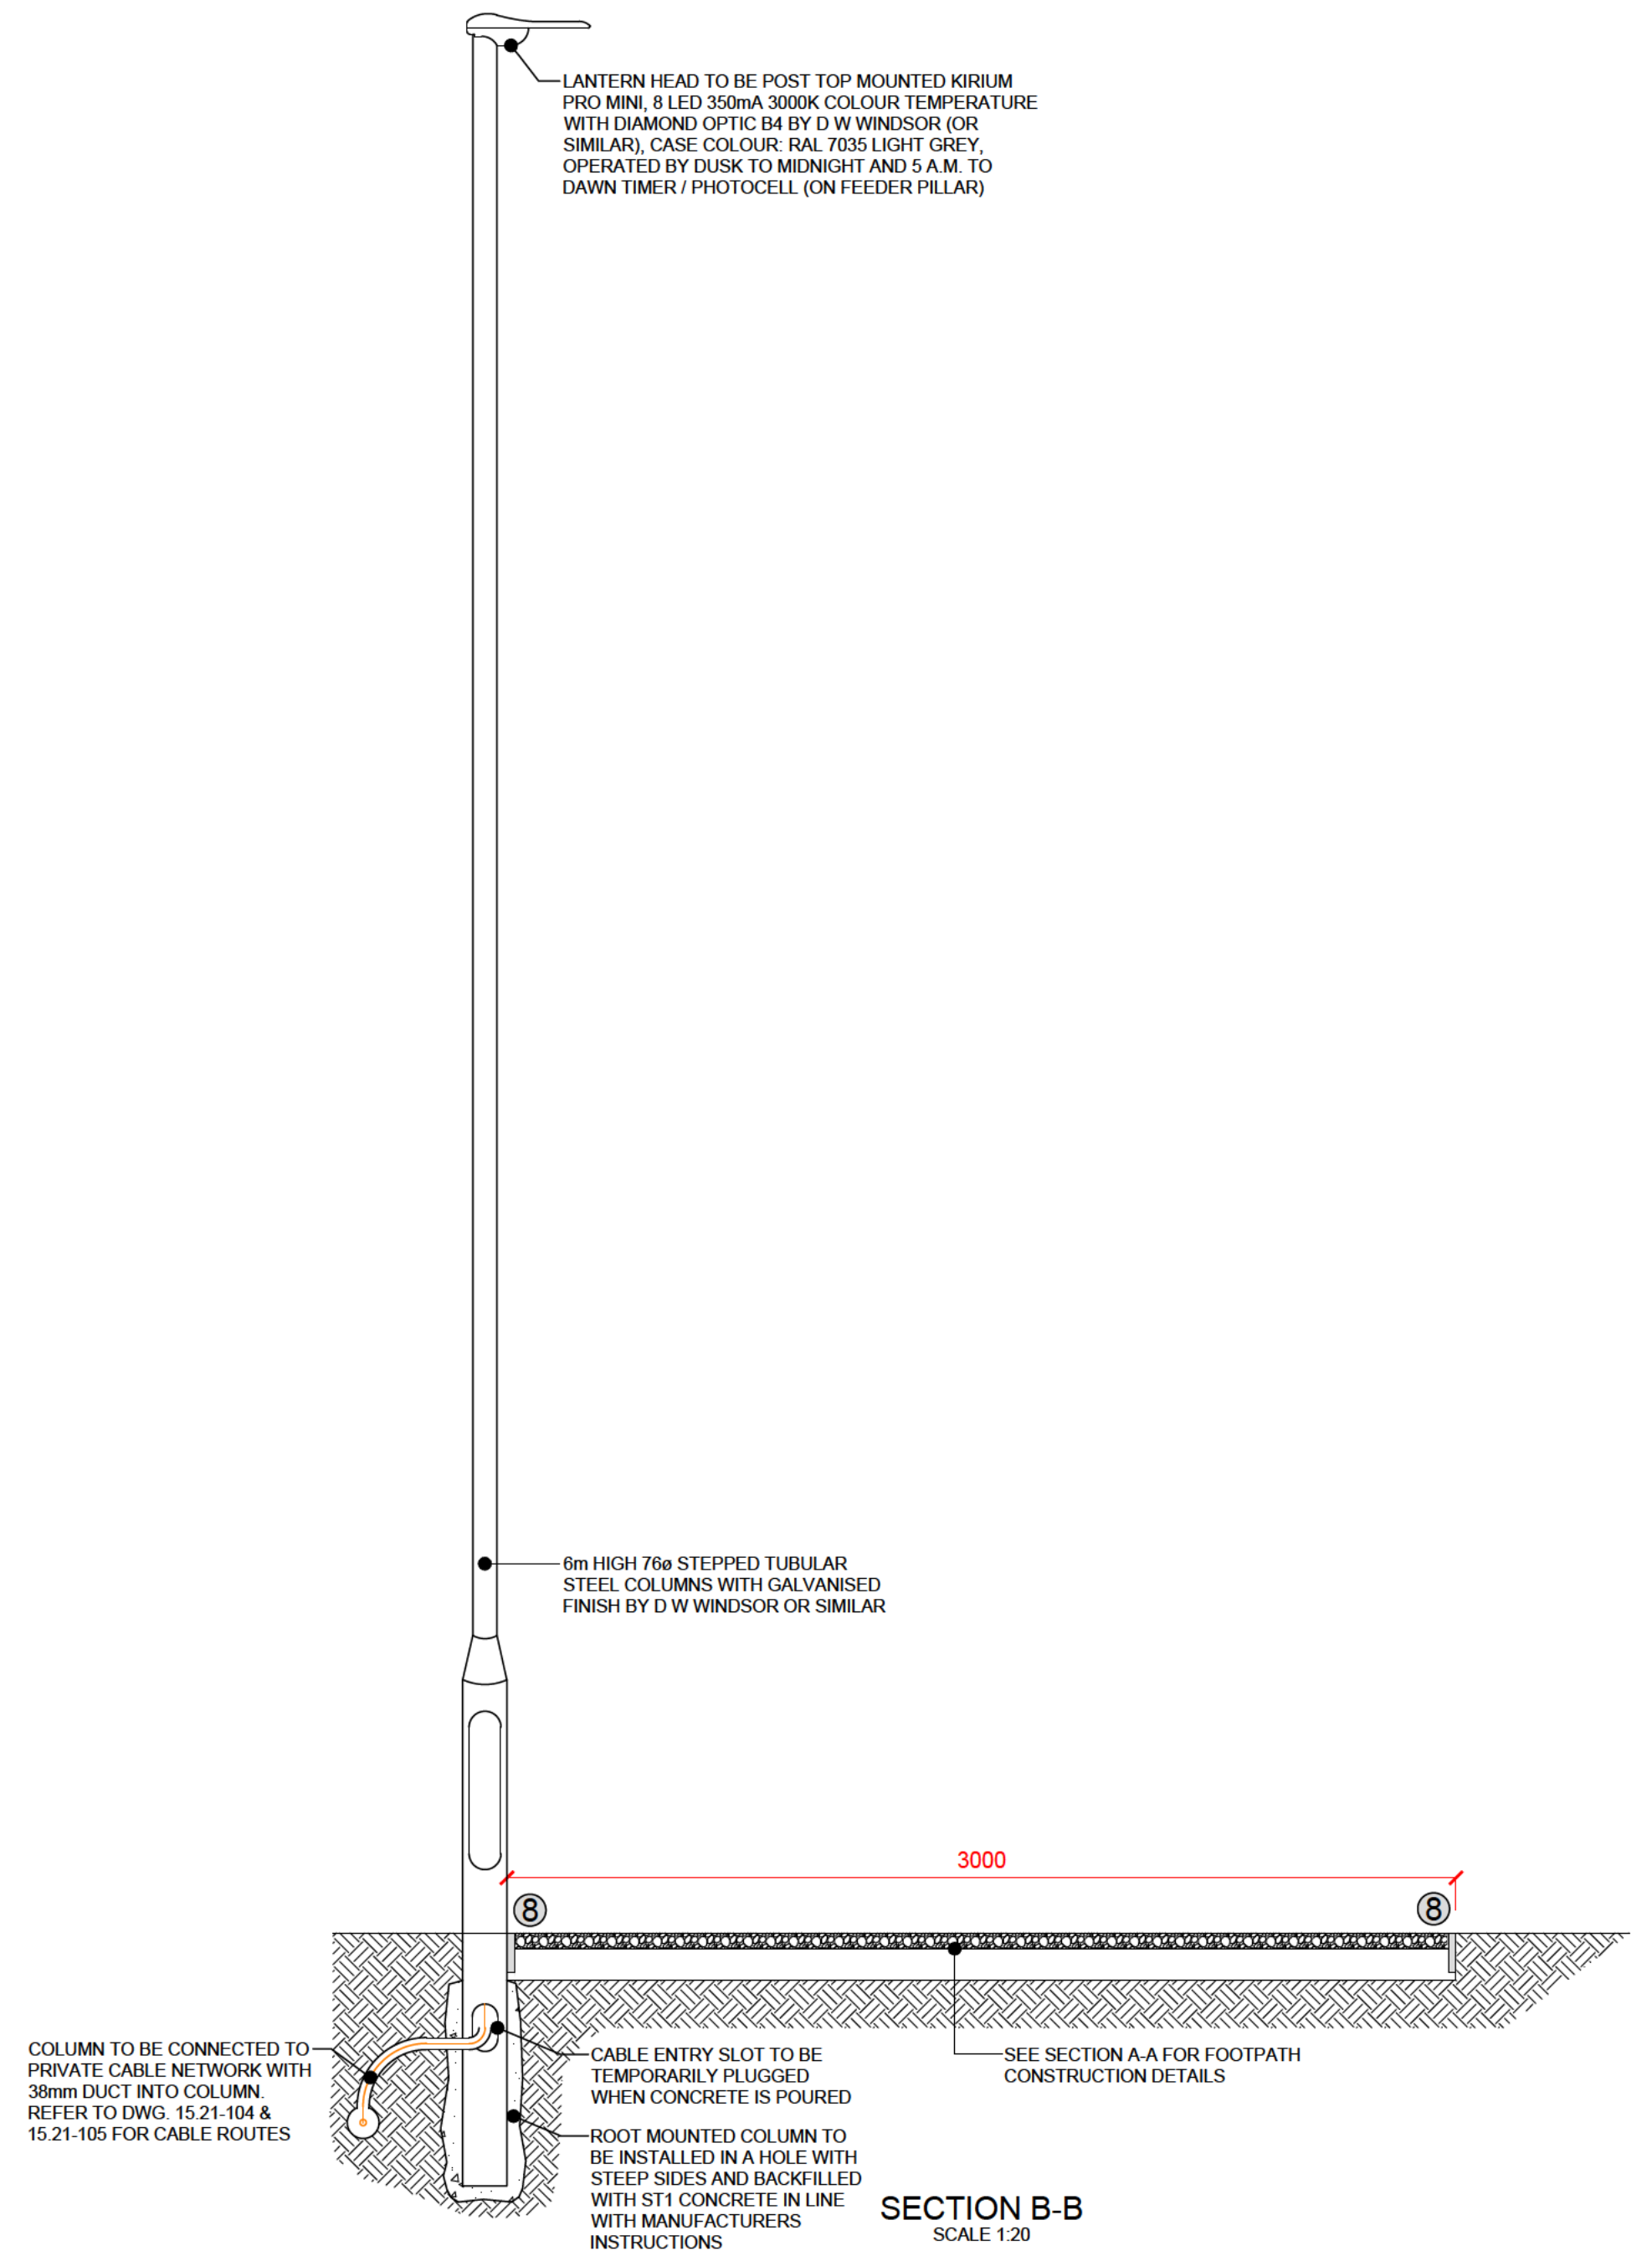 LANTERN HEAD TO BE POST TOP MOUNTED KIRIUM
PRO MINI, 8 LED 350mA 3000K COLOUR TEMPERATURE
WITH DIAMOND OPTIC B4 BY D W WINDSOR (OR
SIMILAR), CASE COLOUR: RAL 7035 LIGHT GREY,
OPERATED BY DUSK TO MIDNIGHT AND 5 A.M. TO
DAWN TIMER / PHOTOCELL (ON FEEDER PILLAR)
6m HIGH 76ø STEPPED TUBULAR
STEEL COLUMNS WITH GALVANISED
FINISH BY D W WINDSOR OR SIMILAR
3000
8
8
COLUMN TO BE CONNECTED TO
PRIVATE CABLE NETWORK WITH
38mm DUCT INTO COLUMN.
REFER TO DWG. 15.21-104 &
15.21-105 FOR CABLE ROUTES
CABLE ENTRY SLOT TO BE
TEMPORARILY PLUGGED
WHEN CONCRETE IS POURED
SEE SECTION A-A FOR FOOTPATH
CONSTRUCTION DETAILS
ROOT MOUNTED COLUMN TO
BE INSTALLED IN A HOLE WITH
STEEP SIDES AND BACKFILLED
WITH ST1 CONCRETE IN LINE
WITH MANUFACTURERS
INSTRUCTIONS
SECTION B-B
SCALE 1:20